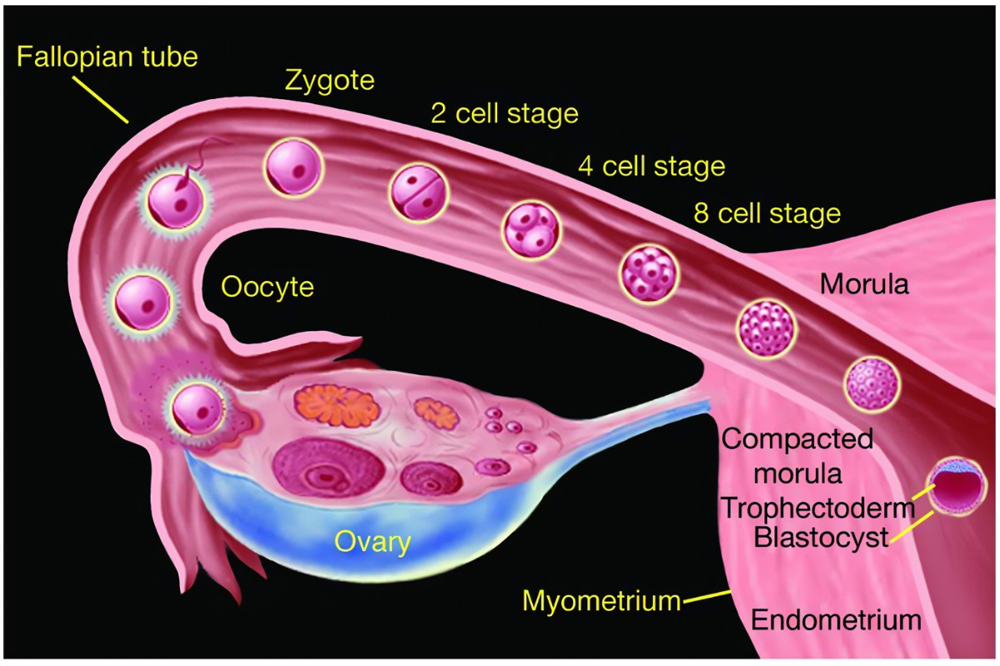 Fallopian tube
Zygote
2 cell stage
4 cell stage
8 cell stage
Oocyte
Morula
Compacted
morula
Trophectoderm
Blastocyst
Ovary
Myometrium
Endometrium